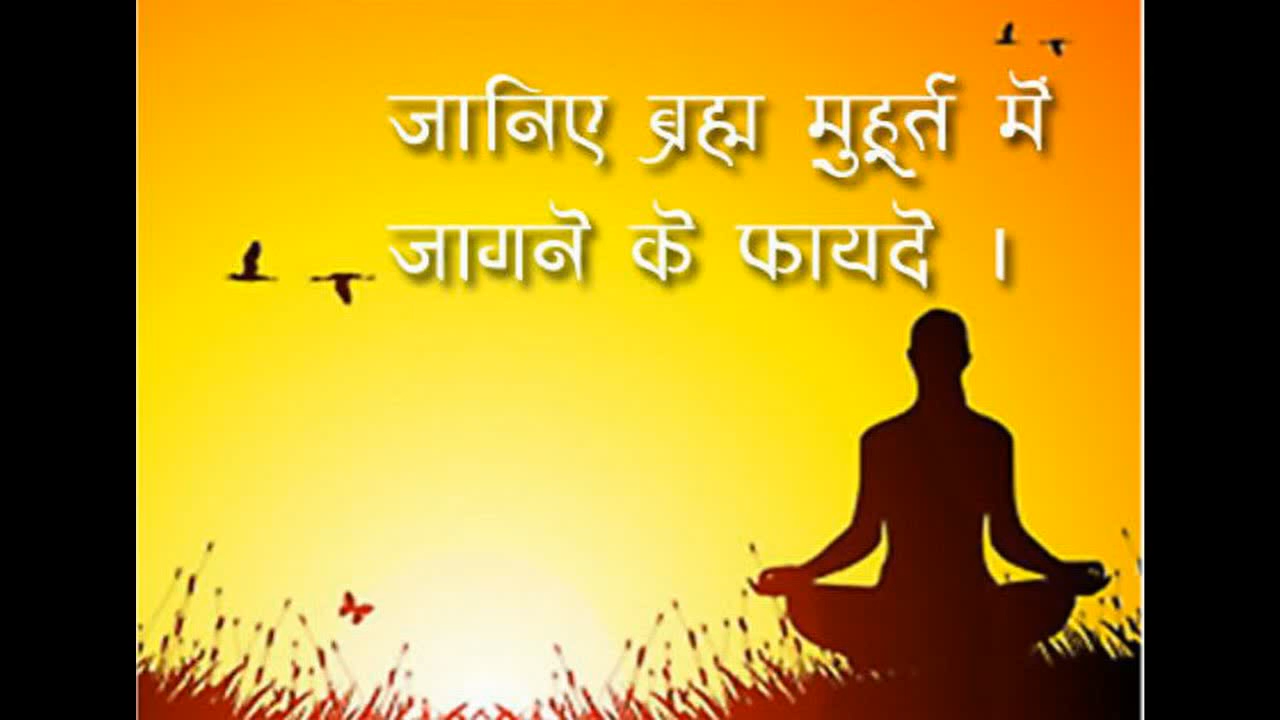 जानिए ब्रह्म मुहूर्त में
जागने के फायदे ।